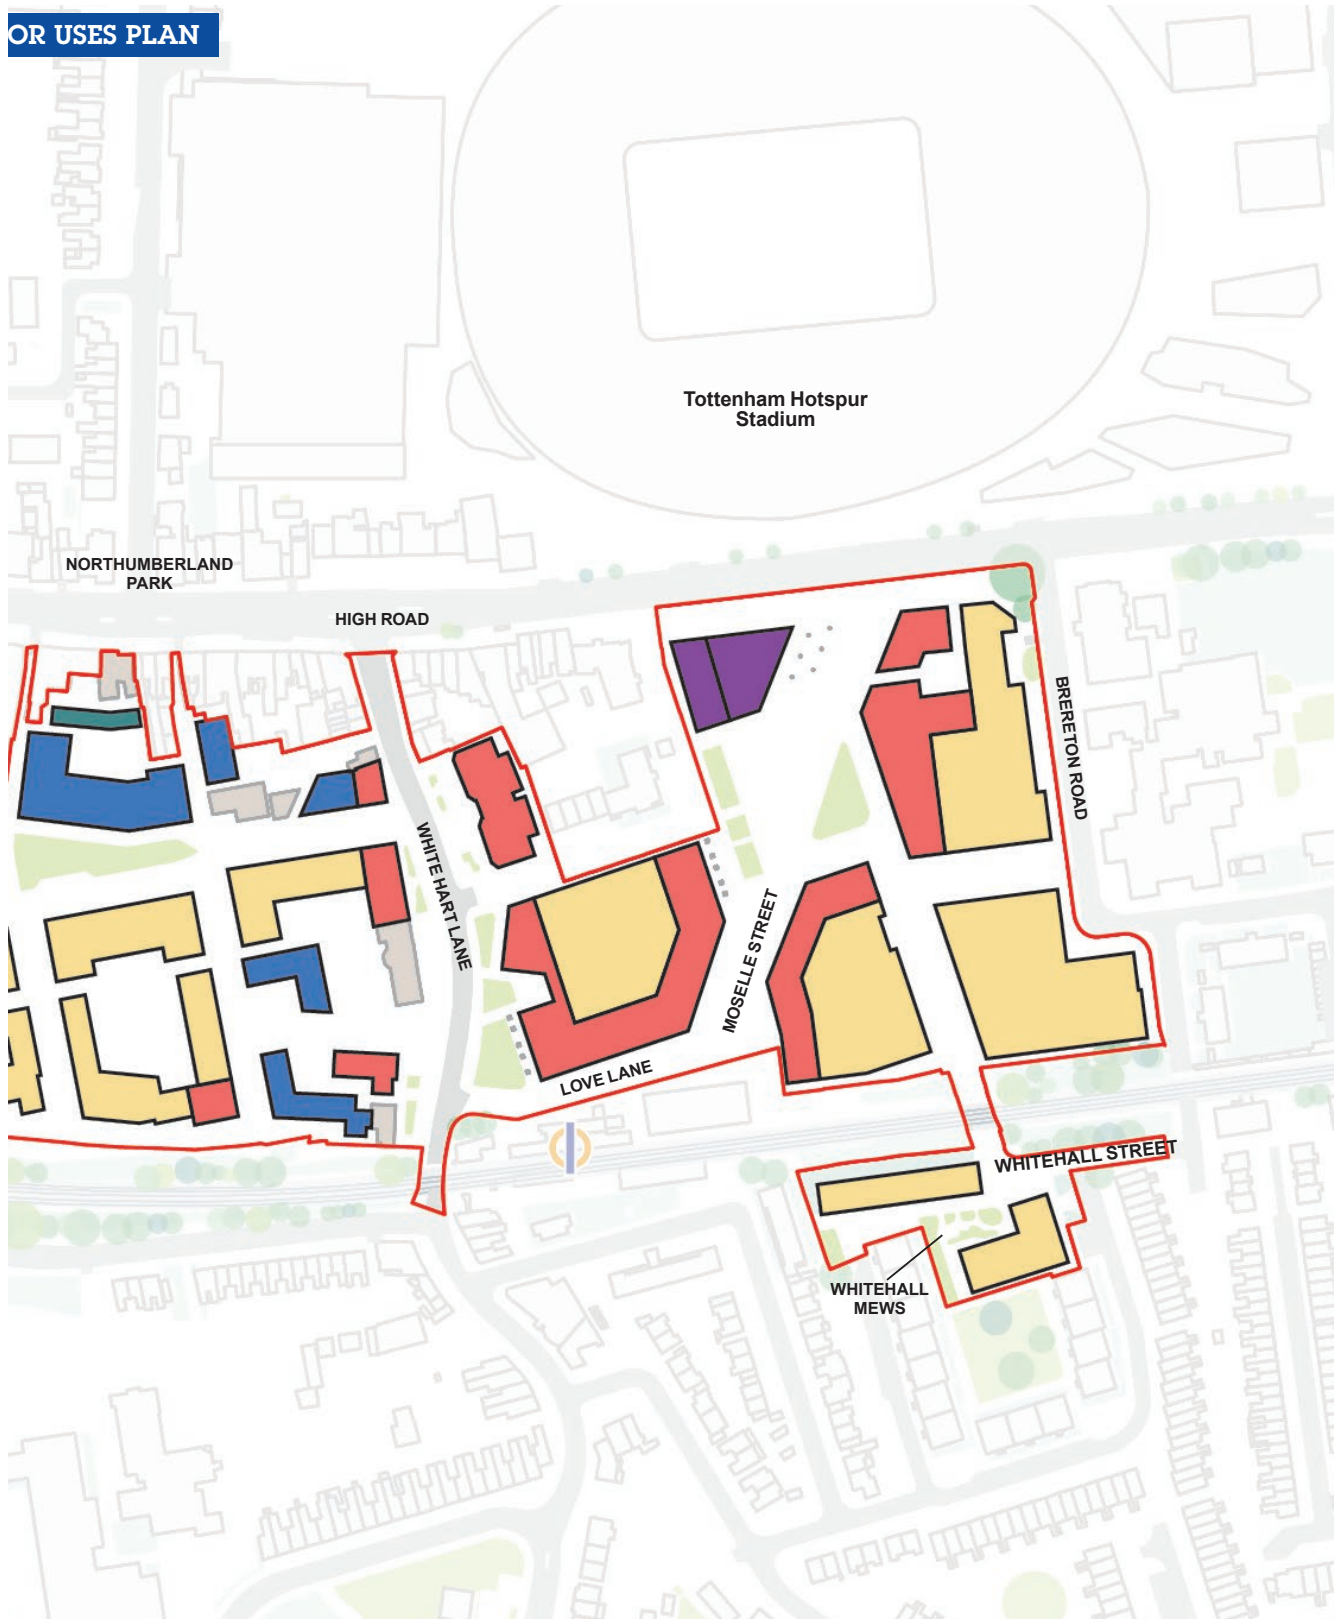 OR USES PLAN
Tottenham Hotspur
Stadium
NORTHUMBERLAND
PARK
HIGH ROAD
BRERETON ROAD
WHITE HART LANE
MOSELLE STREET
LOVE LANE
WHITEHALL STREET
WHITEHALL
MEWS